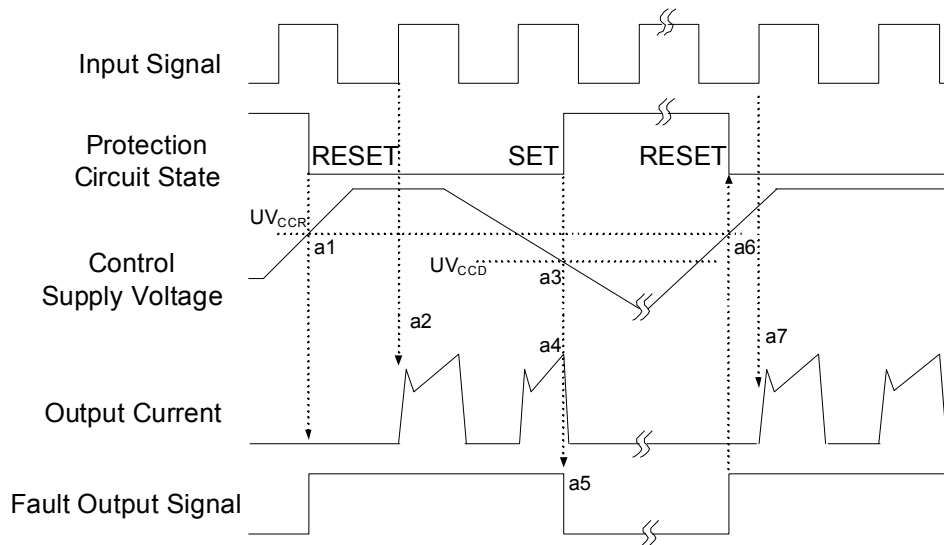 Input Signal
Protection
Circuit State
RESET
SET
RESET
UVCCR
a1
a6
Control
Supply Voltage
UVCCD
a3
a2
a4
a7
Output Current
Fault Output Signal
a5